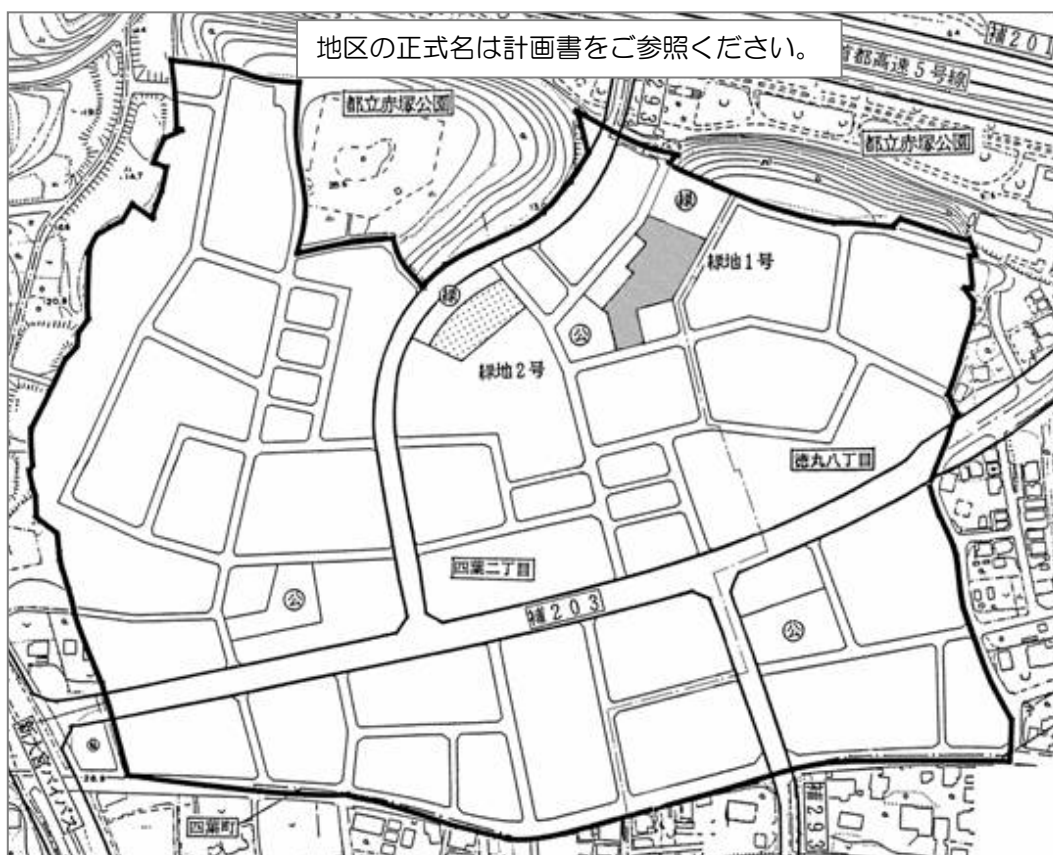 地区の正式名は計画書をご参照ください。
補201
首都高速5号線
都立赤塚公園
293
都立赤塚公園
緑
緑地1号
緑
公
緑地2号
徳丸八丁目
四葉二丁目
公
補203
公
新大宮バイパス
四葉町
補293